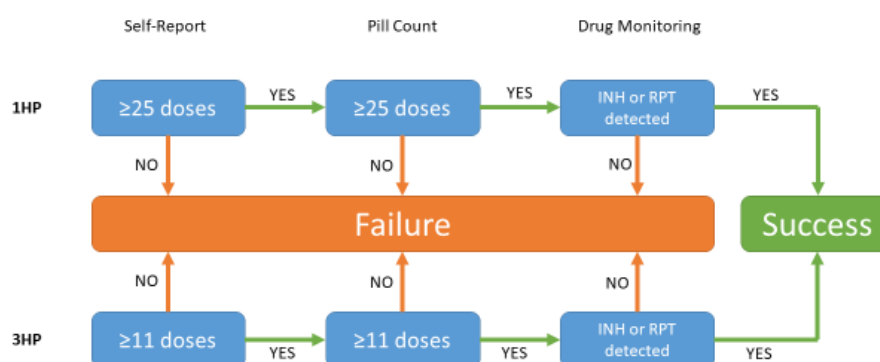 Self-Report Pill Count Drug Monitoring
1HP ≥25 doses YES ≥25 doses YES INH or RPT detected YES
NO NO NO
Failure Success
NO NO NO
3HP ≥11 doses YES ≥11 doses YES INH or RPT detected YES